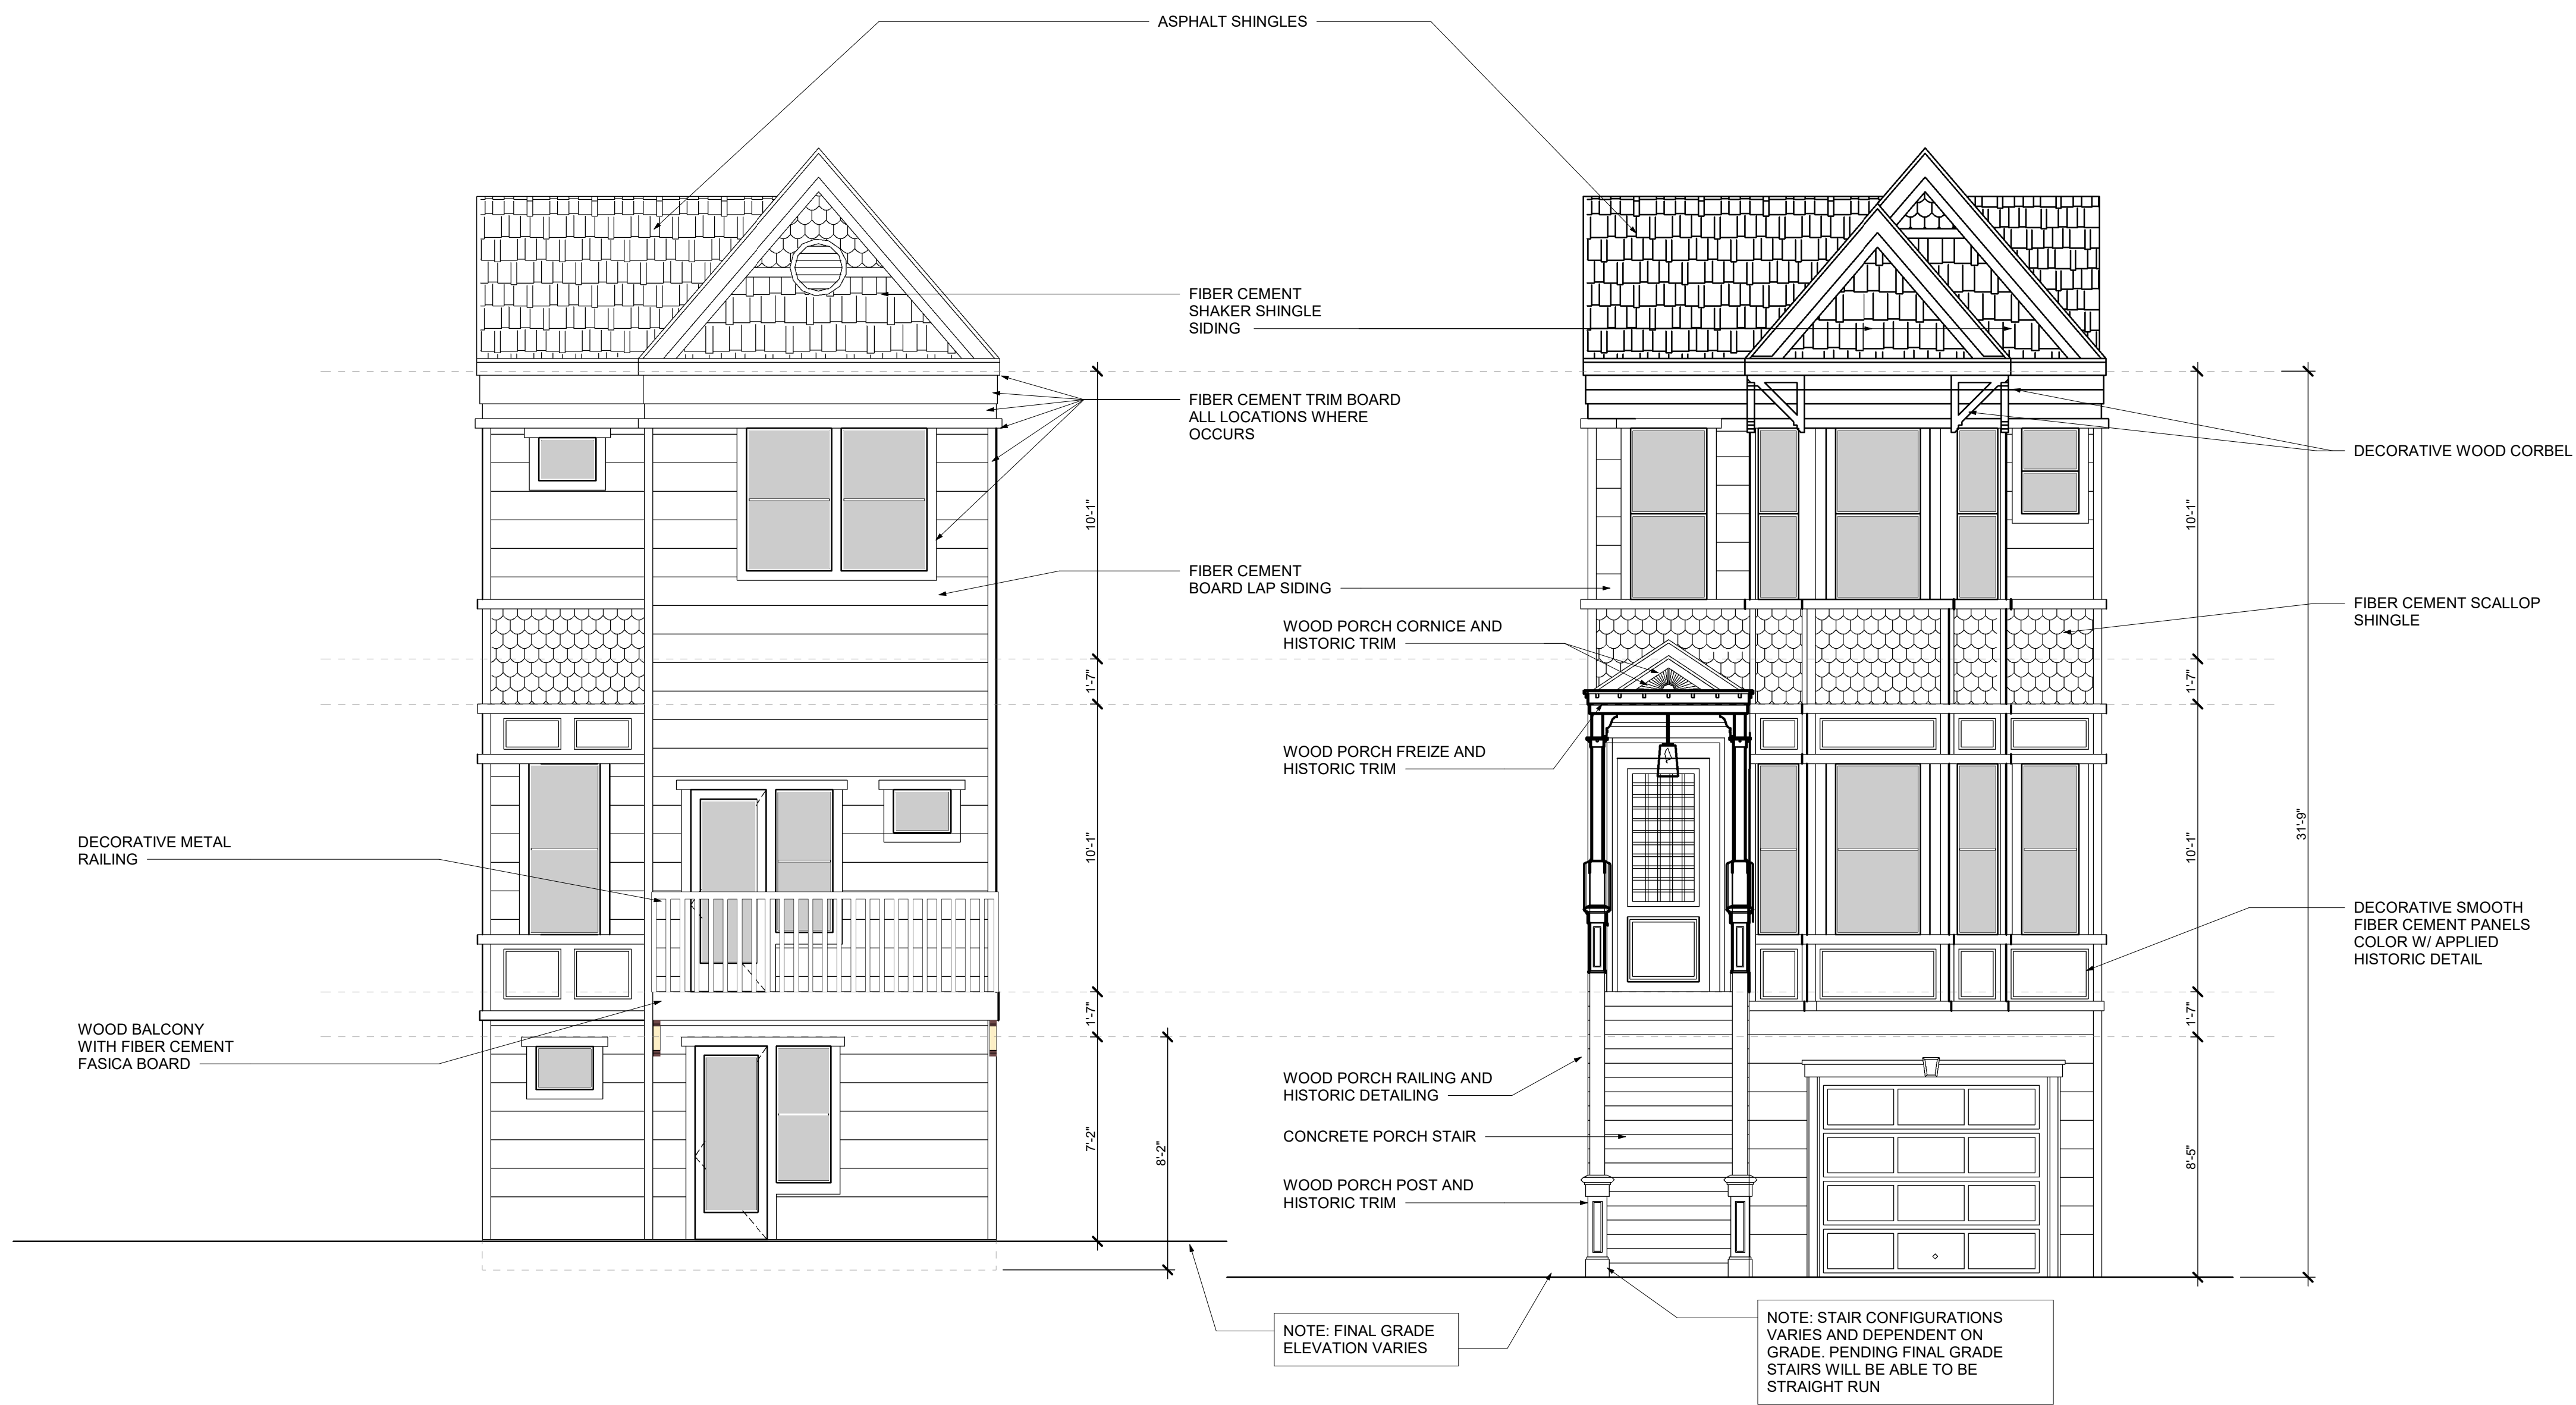 ASPHALT SHINGLES
FIBER CEMENT
SHAKER SHINGLE
SIDING
FIBER CEMENT TRIM BOARD
ALL LOCATIONS WHERE
OCCURS
DECORATIVE WOOD CORBEL
10'-1"
10'-1"
FIBER CEMENT
BOARD LAP SIDING
FIBER CEMENT SCALLOP
SHINGLE
WOOD PORCH CORNICE AND
HISTORIC TRIM
1'-7"
1'-7"
WOOD PORCH FREIZE AND
HISTORIC TRIM
DECORATIVE METAL
RAILING
10'-1"
10'-1"
31'-9"
DECORATIVE SMOOTH
FIBER CEMENT PANELS
COLOR W/ APPLIED
HISTORIC DETAIL
WOOD BALCONY
WITH FIBER CEMENT
FASICA BOARD
1'-7"
1'-7"
WOOD PORCH RAILING AND
HISTORIC DETAILING
CONCRETE PORCH STAIR
7'-2"
8'-2"
8'-5"
WOOD PORCH POST AND
HISTORIC TRIM
NOTE: FINAL GRADE
ELEVATION VARIES
NOTE: STAIR CONFIGURATIONS
VARIES AND DEPENDENT ON
GRADE. PENDING FINAL GRADE
STAIRS WILL BE ABLE TO BE
STRAIGHT RUN